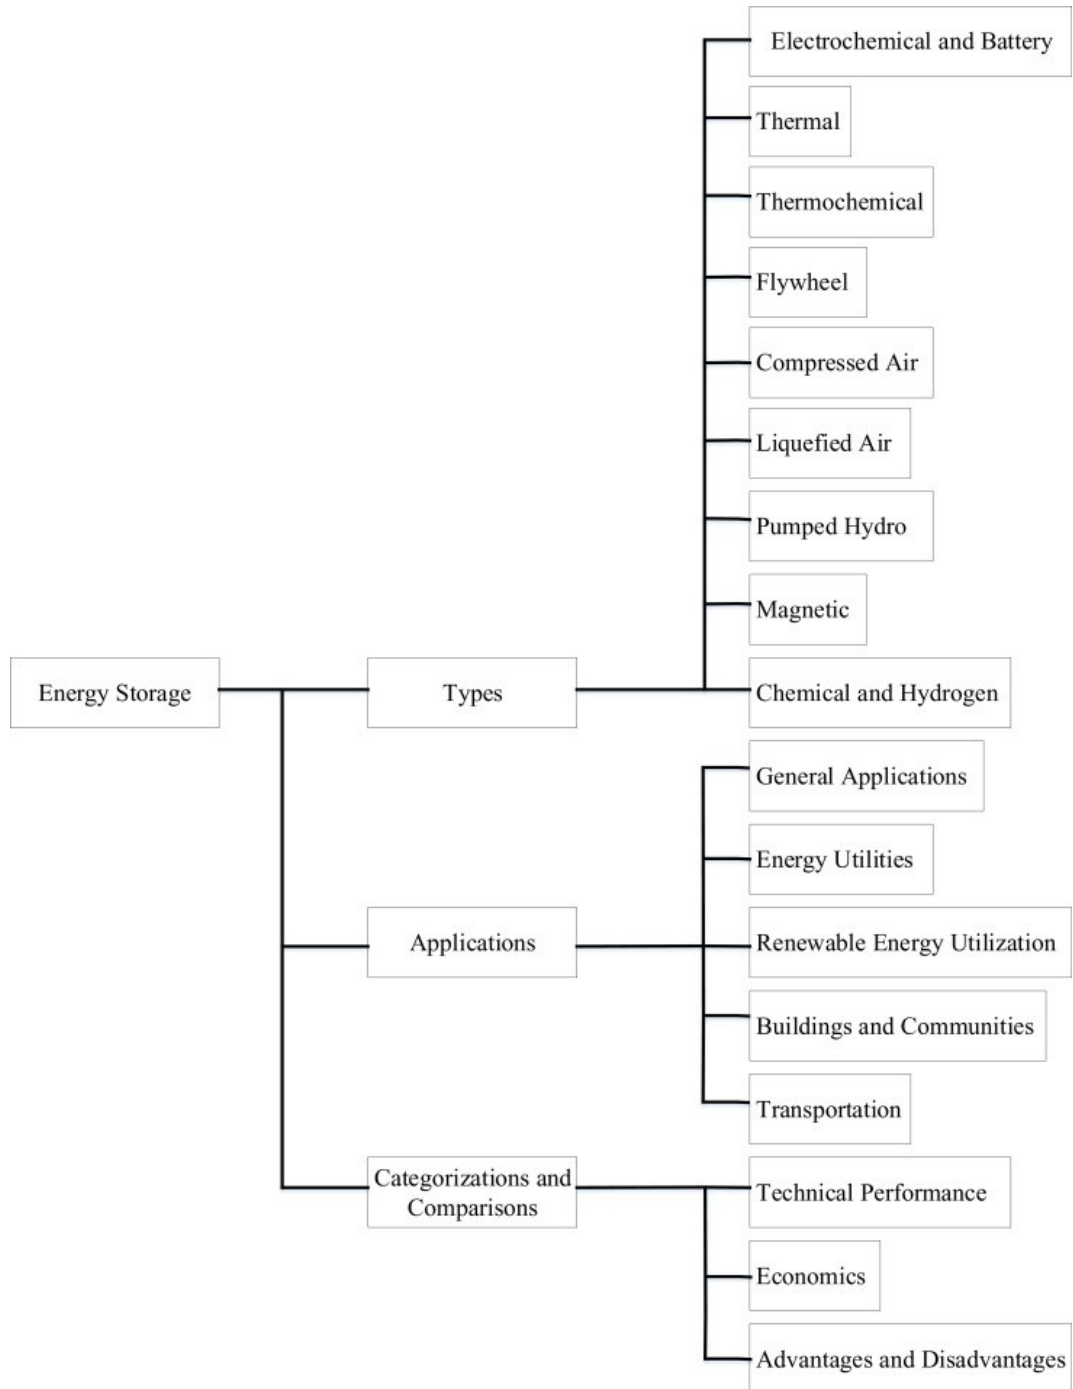 Electrochemical and Battery
Thermal
Thermochemical
Flywheel
Compressed Air
Liquefied Air
Pumped Hydro
Magnetic
Energy Storage
Types
Chemical and Hydrogen
General Applications
Energy Utilities
Applications
Renewable Energy Utilization
Buildings and Communities
Transportation
Categorizations and
Comparisons
Technical Performance
Economics
Advantages and Disadvantages